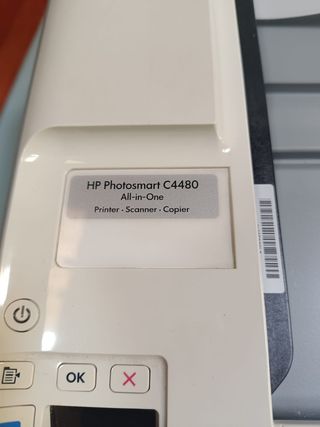 HP Photosmart C4480
All-in-One
Printer · Scanner · Copier
OK